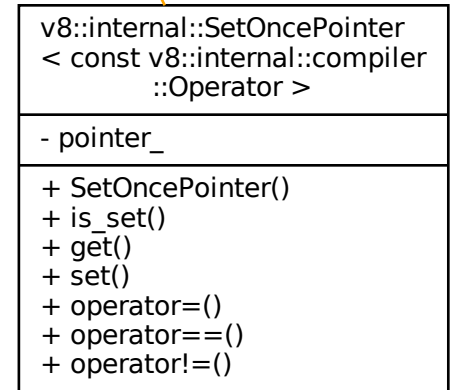 v8::internal::SetOncePointer
< const v8::internal::compiler
::Operator >
- pointer_
+ SetOncePointer()
+ is_set()
+ get()
+ set()
+ operator=()
+ operator==()
+ operator!=()